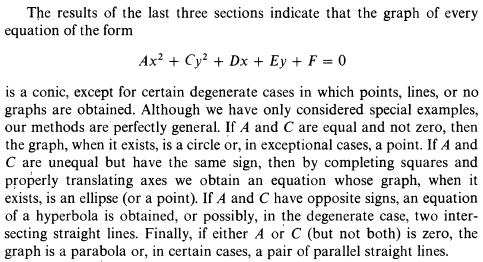 The results of the last three sections indicate that the graph of every
equation of the form
Ax² + Cy² + Dx + Ey + F = 0
is a conic, except for certain degenerate cases in which points, lines, or no
graphs are obtained. Although we have only considered special examples,
our methods are perfectly general. If A and C are equal and not zero, then
the graph, when it exists, is a circle or, in exceptional cases, a point. If A and
C are unequal but have the same sign, then by completing squares and
properly translating axes we obtain an equation whose graph, when it
exists, is an ellipse (or a point). If A and C have opposite signs, an equation
of a hyperbola is obtained, or possibly, in the degenerate case, two inter-
secting straight lines. Finally, if either A or C (but not both) is zero, the
graph is a parabola or, in certain cases, a pair of parallel straight lines.